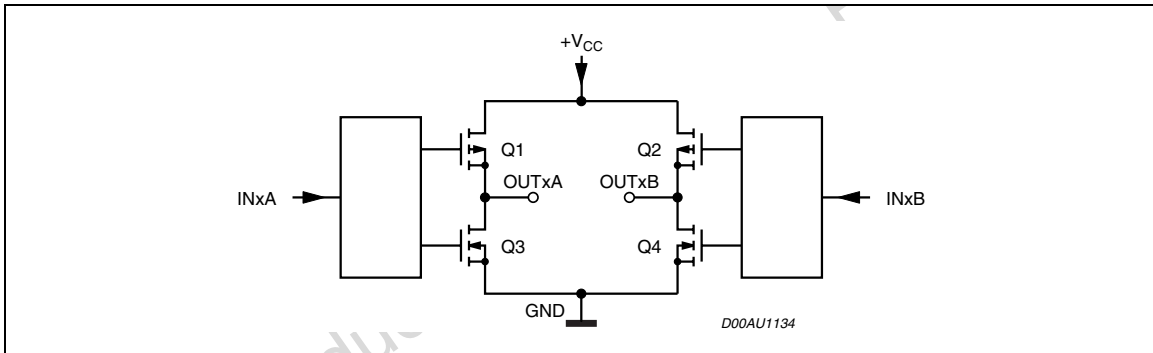 +VCC
Q1
Q2
OUTxA
OUTxB
INxA
INxB
Q3
Q4
GND
D00AU1134